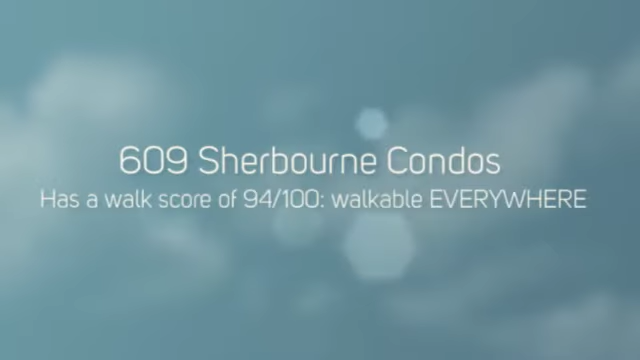 609 Sherbourne Condos
Has a walk score of 94/100: walkable EVERYWHERE